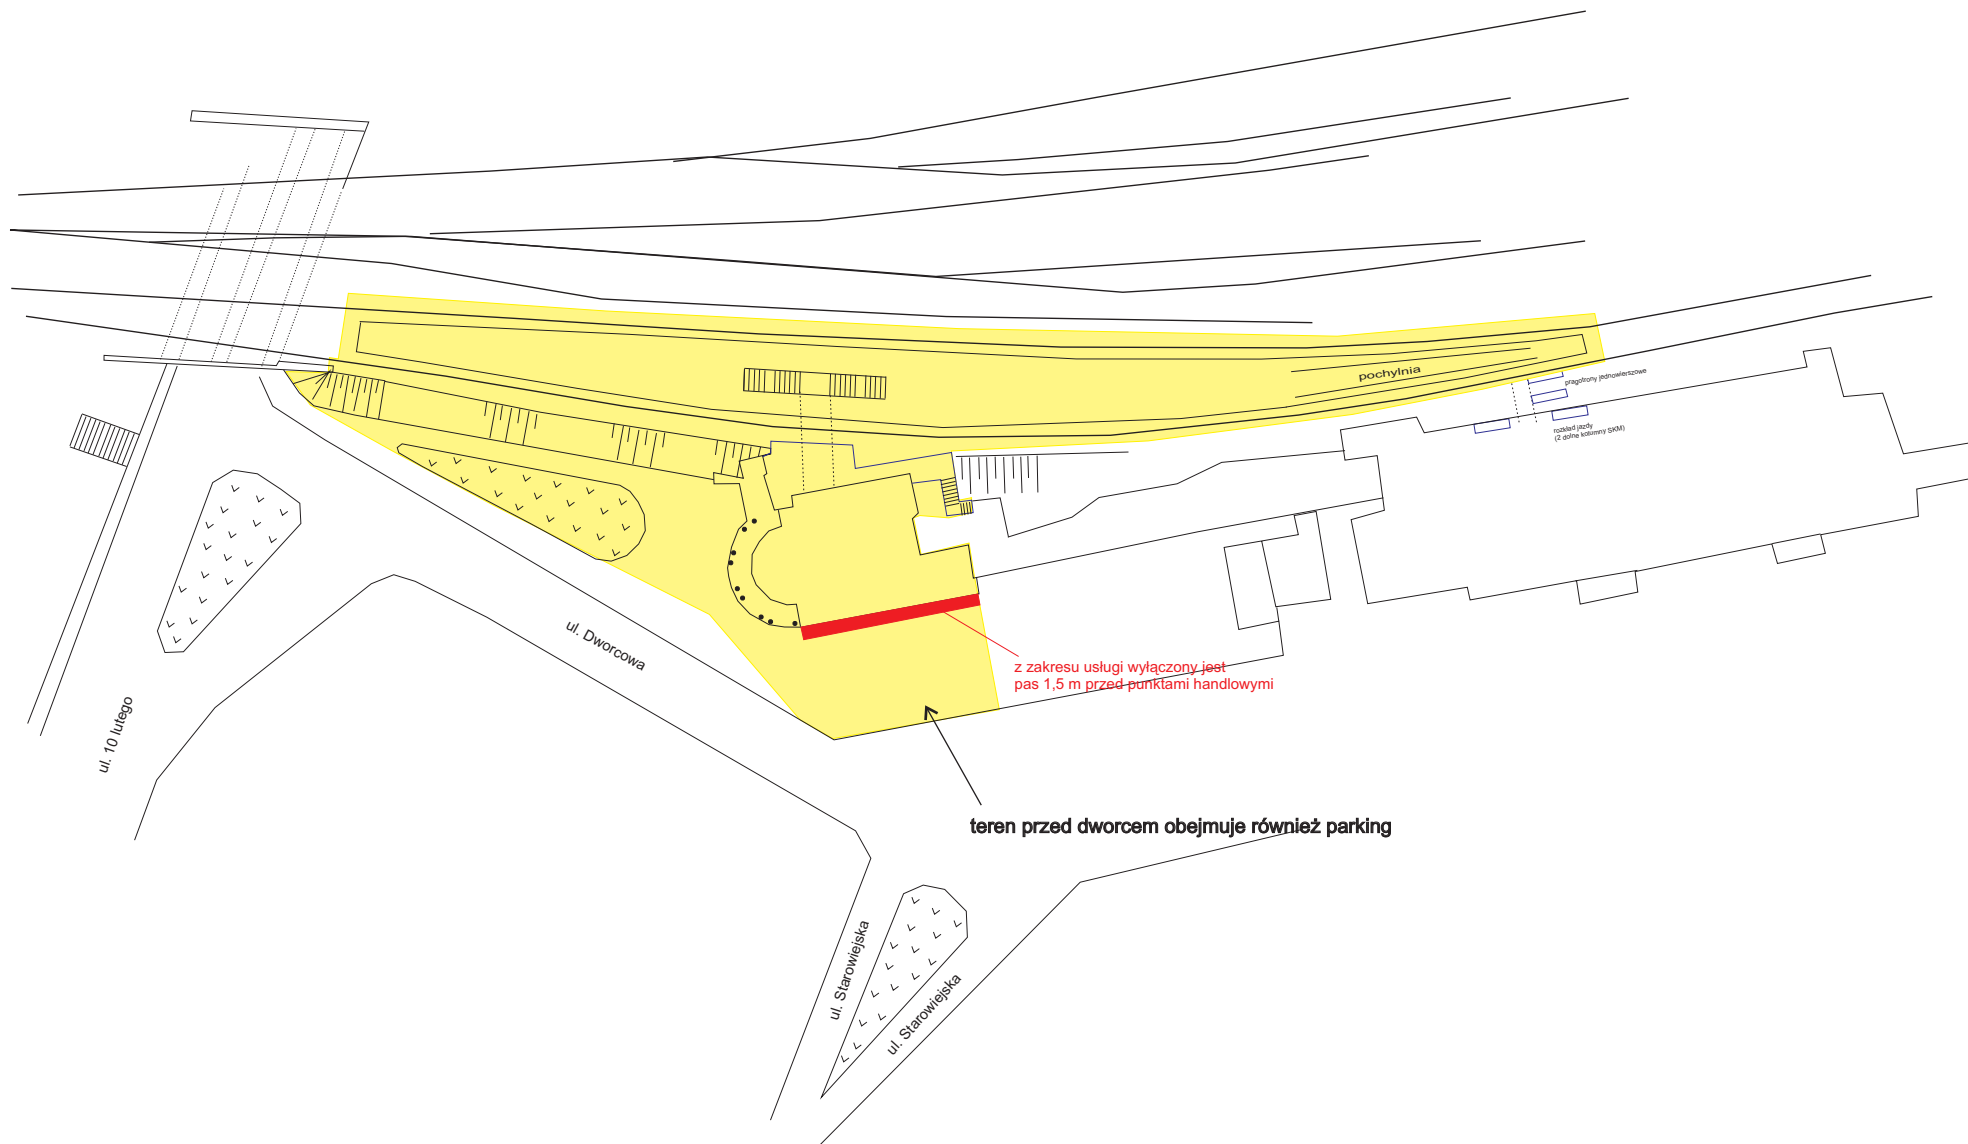 pochylnia
pragotrony jednowierszowe
rozkład jazdy
(2 dolne kolumny SKM)
ul. Dworcowa
z zakresu usługi wyłączony jest
pas 1,5 m przed punktami handlowymi
ul. 10 lutego
teren przed dworcem obejmuje również parking
ul. Starowiejska
ul. Starowiejska